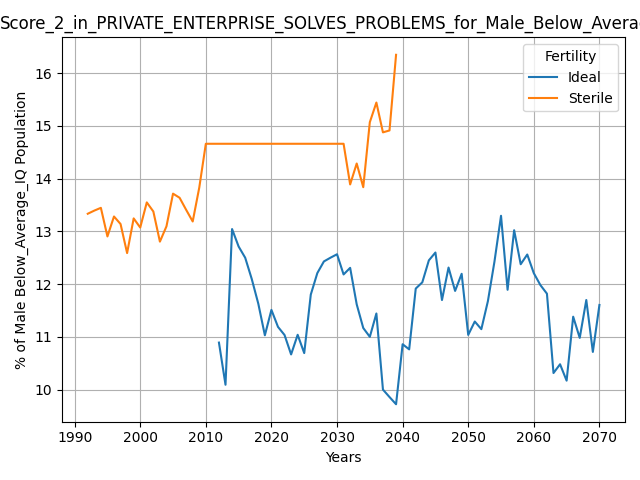 Score_2_in_PRIVATE_ENTERPRISE_SOLVES_PROBLEMS_for_Male_Below_Avera
Fertility
Ideal
Sterile
% of Male Below_Average_IQ Population
16
15
14
13
12
11
10
1990 2000 2010 2020 2030 2040 2050 2060 2070
Years